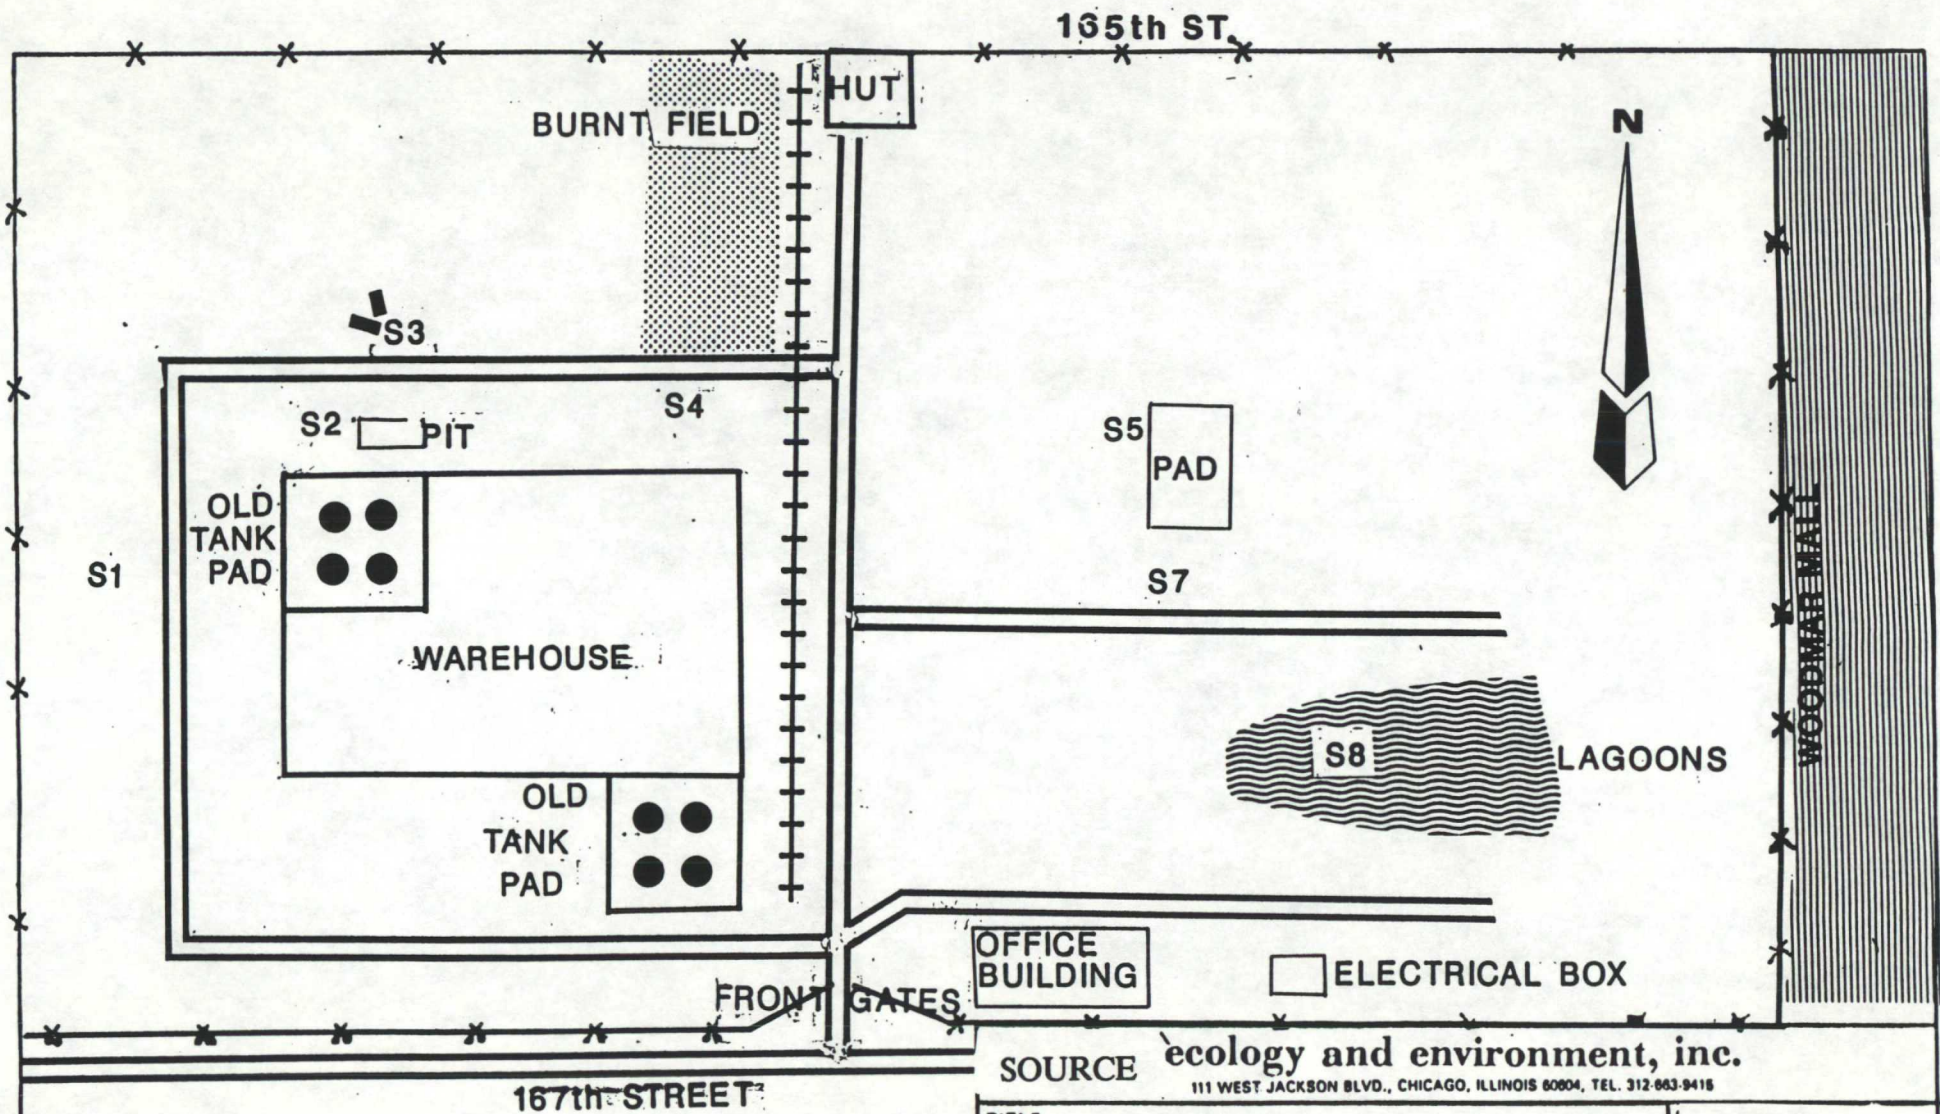 165th ST.
HUT
BURNT FIELD
N
S3
S4
S2
PIT
S5
PAD
OLD
TANK
PAD
S1
S7
WOODMAR MALL
WAREHOUSE
S8
LAGOONS
OLD
TANK
PAD
OFFICE
BUILDING
ELECTRICAL BOX
FRONT GATES
SOURCE
ecology and environment, inc.
111 WEST JACKSON BLVD., CHICAGO, ILLINOIS 60604, TEL. 312-663-9415
167th STREET